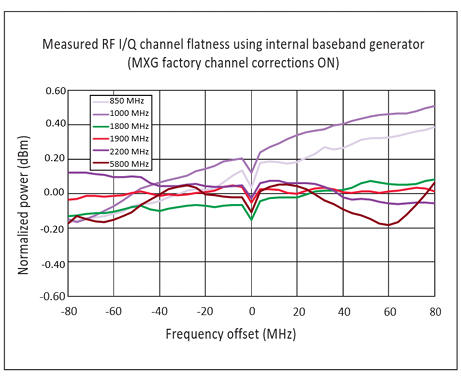 Measured RF I/Q channel flatness using internal baseband generator
(MXG factory channel corrections ON)
Normalized power (dBm)
0.60
0.40
0.20
0.00
-0.20
-0.40
-0.60
850 MHz
1000 MHz
1800 MHz
1900 MHz
2200 MHz
5800 MHz
-80 -60 -40 -20 0 20 40 60 80
Frequency offset (MHz)